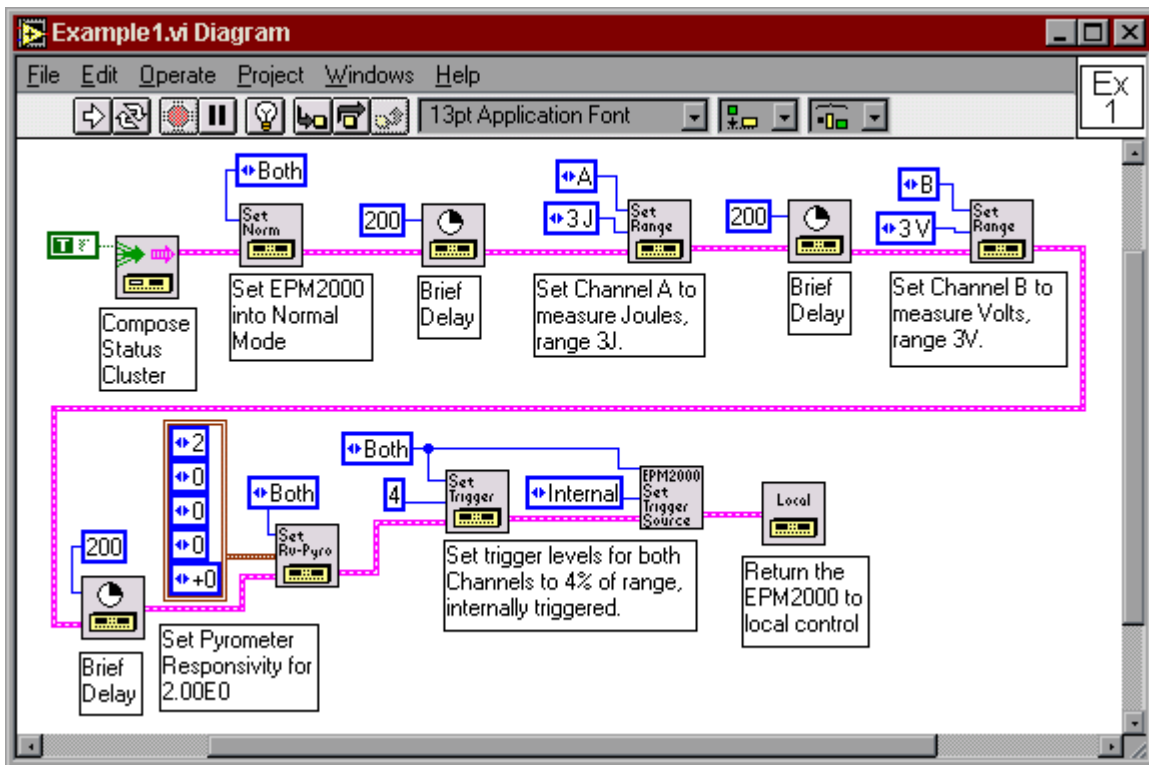 Example1.vi Diagram
File Edit Operate Project Windows Help
Ex
1
13pt Application Font
Both
Set
Norm
Set EPM2000
into Normal
Mode
T F
Compose
Status
Cluster
200
Brief
Delay
A
3 J
Set
Range
Set Channel A to
measure Joules,
range 3J.
200
Brief
Delay
B
3 V
Set
Range
Set Channel B to
measure Volts,
range 3V.
200
Brief
Delay
2
0
0
0
+0
Both
Set
Rv-Pyro
Set Pyrometer
Responsivity for
2.00E0
Both
4
Set
Trigger
Internal
EPM2000
Set
Trigger
Source
Set trigger levels for both
Channels to 4% of range,
internally triggered.
Local
Return the
EPM2000 to
local control